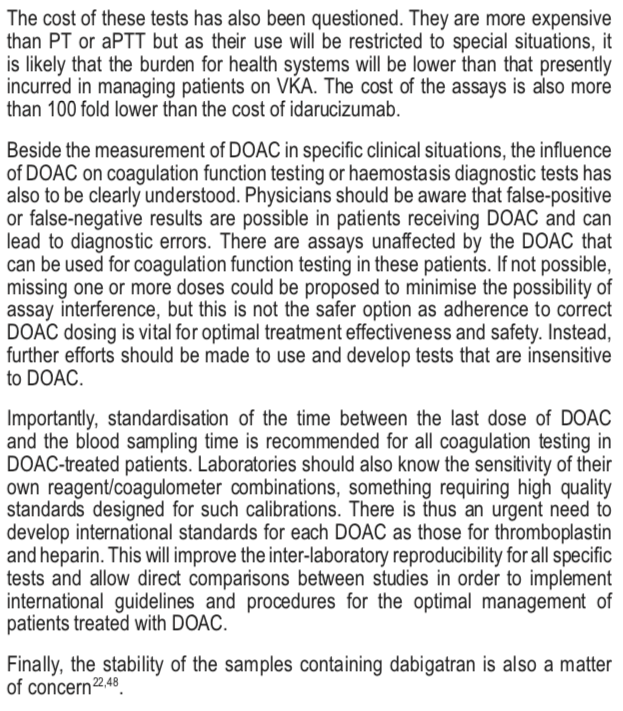 The cost of these tests has also been questioned. They are more expensive
than PT or aPTT but as their use will be restricted to special situations, it
is likely that the burden for health systems will be lower than that presently
incurred in managing patients on VKA. The cost of the assays is also more
than 100 fold lower than the cost of idarucizumab.
Beside the measurement of DOAC in specific clinical situations, the influence
of DOAC on coagulation function testing or haemostasis diagnostic tests has
also to be clearly understood. Physicians should be aware that false-positive
or false-negative results are possible in patients receiving DOAC and can
lead to diagnostic errors. There are assays unaffected by the DOAC that
can be used for coagulation function testing in these patients. If not possible,
missing one or more doses could be proposed to minimise the possibility of
assay interference, but this is not the safer option as adherence to correct
DOAC dosing is vital for optimal treatment effectiveness and safety. Instead,
further efforts should be made to use and develop tests that are insensitive
to DOAC.
Importantly, standardisation of the time between the last dose of DOAC
and the blood sampling time is recommended for all coagulation testing in
DOAC-treated patients. Laboratories should also know the sensitivity of their
own reagent/coagulometer combinations, something requiring high quality
standards designed for such calibrations. There is thus an urgent need to
develop international standards for each DOAC as those for thromboplastin
and heparin. This will improve the inter-laboratory reproducibility for all specific
tests and allow direct comparisons between studies in order to implement
international guidelines and procedures for the optimal management of
patients treated with DOAC.
Finally, the stability of the samples containing dabigatran is also a matter
of concern22,48.